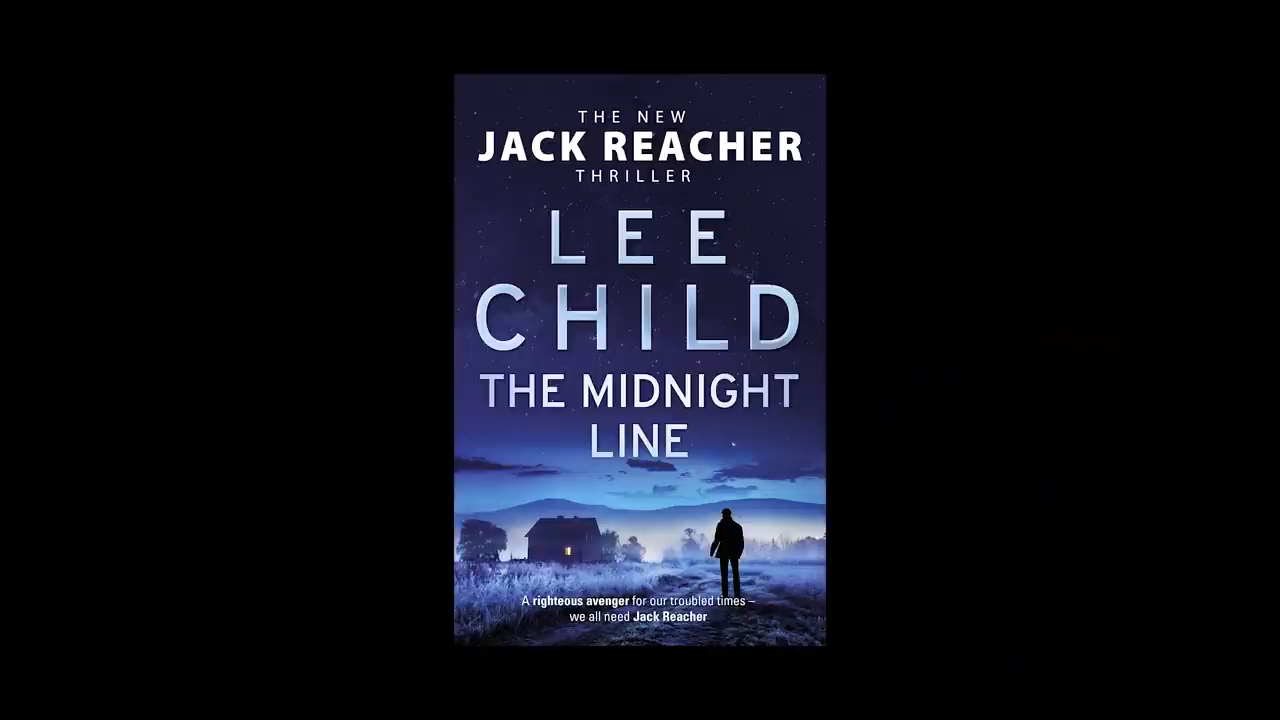 THE NEW
JACK REACHER
THRILLER
LEE
CHILD
THE MIDNIGHT
LINE
A righteous avenger for our troubled times –
we all need Jack Reacher